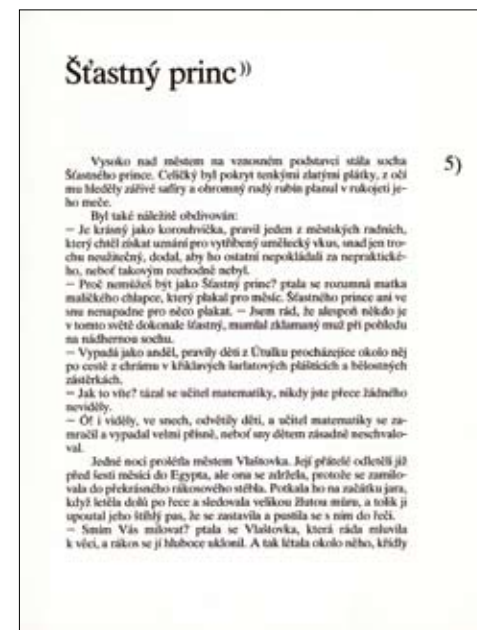 Šťastný princ))
5)
Vysoko nad městem na vznosném podstavci stála socha
Šťastného prince. Celičký byl pokryt tenkými zlatými plátky, z očí
mu hleděly zářivé safíry a ohromný rudý rubín planul v rukojeti je-
ho meče.
Byl také náležitě obdivován:
— Je krásný jako korouhvička, pravil jeden z městských radních,
který chtěl získat uznání pro vytříbený umělecký vkus, snad jen tro-
chu neužitečný, dodal, aby ho ostatní nepokládali za nepraktické-
ho, neboť takovým rozhodně nebyl.
— Proč nemůžeš být jako Šťastný princ? ptala se rozumná matka
maličkého chlapce, který plakal pro měsíc. Šťastného prince ani ve
snu nenapadne pro něco plakat. — Jsem rád, že alespoň někdo je
v tomto světě dokonale šťastný, mumlal zklamaný muž při pohledu
na nádhernou sochu.
— Vypadá jako anděl, pravily děti z Útulku procházejíce okolo něj
po cestě z chrámu v křiklavých šarlatových pláštících a bělostných
zástěrkách.
— Jak to víte? tázal se učitel matematiky, nikdy jste přece žádného
neviděly.
— Ó! i viděly, ve snech, odvětily děti, a učitel matematiky se za-
mračil a vypadal velmi přísně, neboť sny dětem zásadně neschvalo-
val.
Jedné noci prolétla městem Vlaštovka. Její přátelé odletěli již
před šesti měsíci do Egypta, ale ona se zdržela, protože se zamilo-
vala do překrásného rákosového stébla. Potkala ho na začátku jara,
když letěla dolů po řece a sledovala velikou žlutou můru, a tolik ji
upoutal jeho štíhlý pas, že se zastavila a pustila se s ním do řeči.
— Smím Vás milovat? ptala se Vlaštovka, která ráda mluvila
k věci, a rákos se jí hluboce uklonil. A tak létala okolo něho, křídly